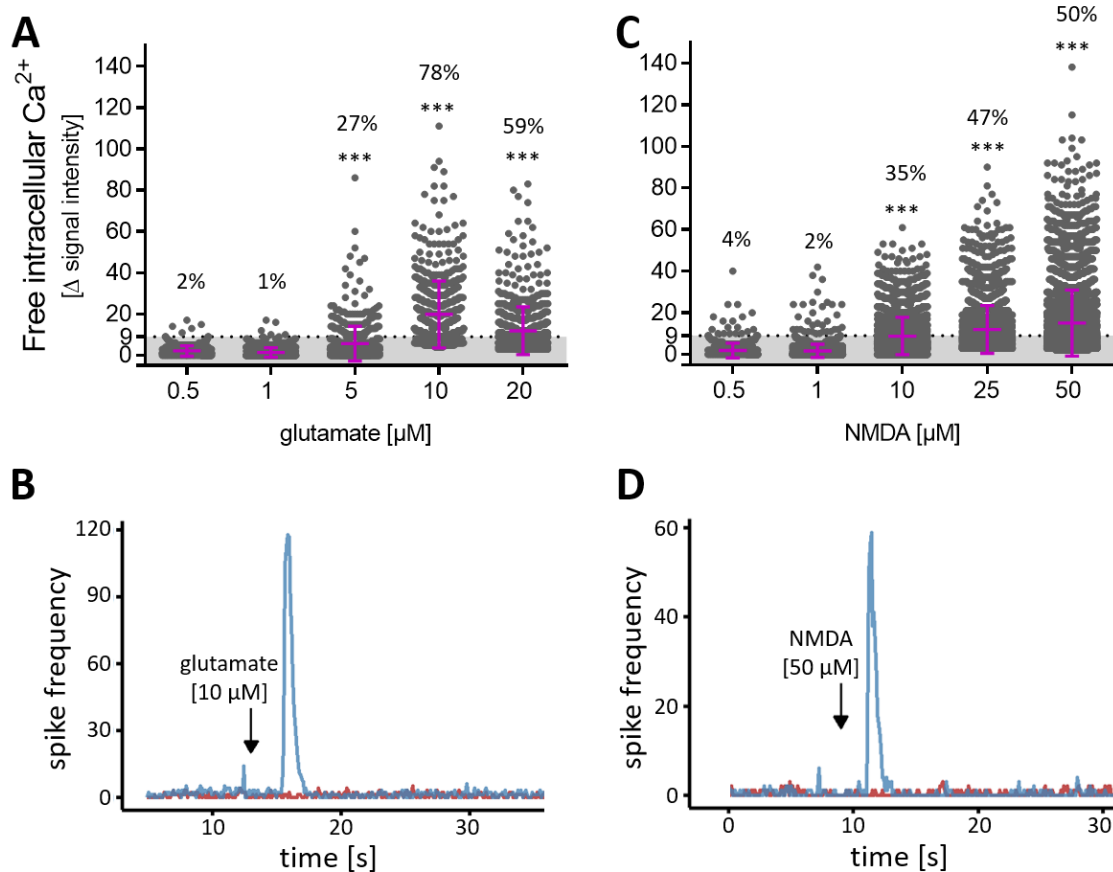 A
Free intracellular Ca²⁺
[Δ signal intensity]
140
120
100
80
60
40
20
9
0
2%
1%
27%
***
78%
***
59%
***
0.5 1 5 10 20
glutamate [µM]
C
140
120
100
80
60
40
20
9
0
4%
2%
35%
***
47%
***
50%
***
0.5 1 10 25 50
NMDA [µM]
B
spike frequency
120
90
60
30
0
glutamate
[10 µM]
10 20 30
time [s]
D
spike frequency
60
40
20
0
NMDA
[50 µM]
0 10 20 30
time [s]